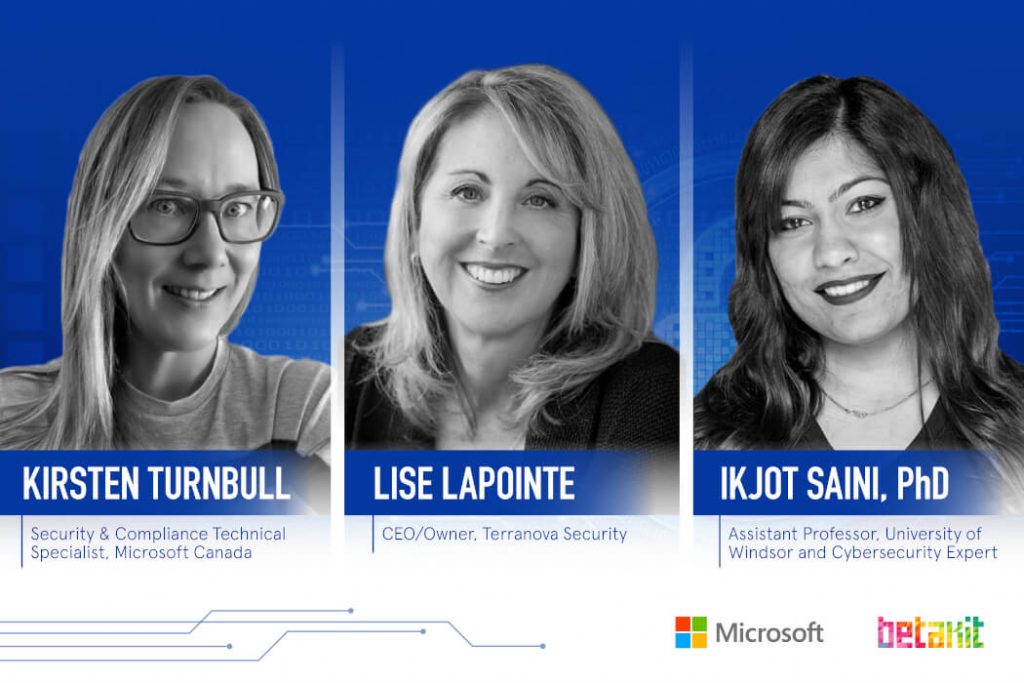 KIRSTEN TURNBULL
Security & Compliance Technical
Specialist, Microsoft Canada
LISE LAPOINTE
CEO/Owner, Terranova Security
IKJOT SAINI, PhD
Assistant Professor, University of
Windsor and Cybersecurity Expert
Microsoft
betakit